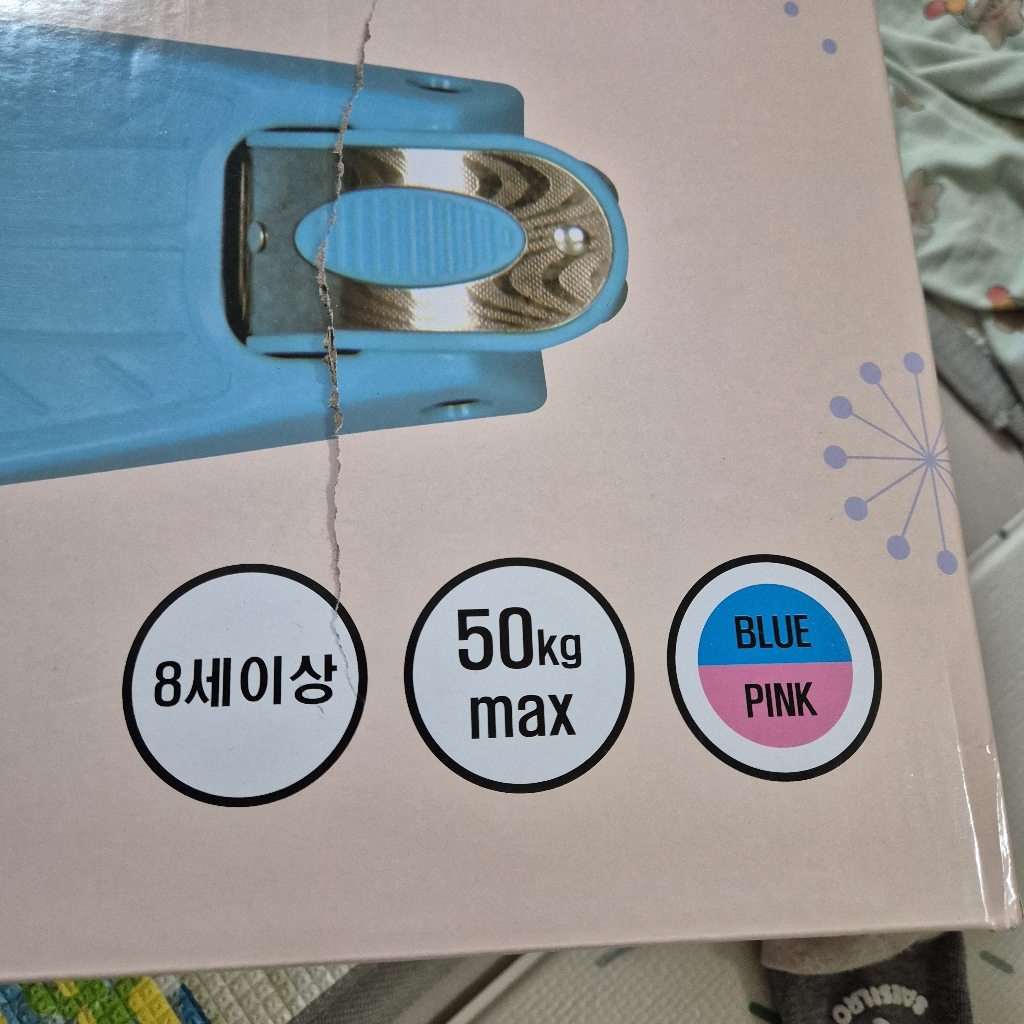 8세이상
50kg
max
BLUE
PINK